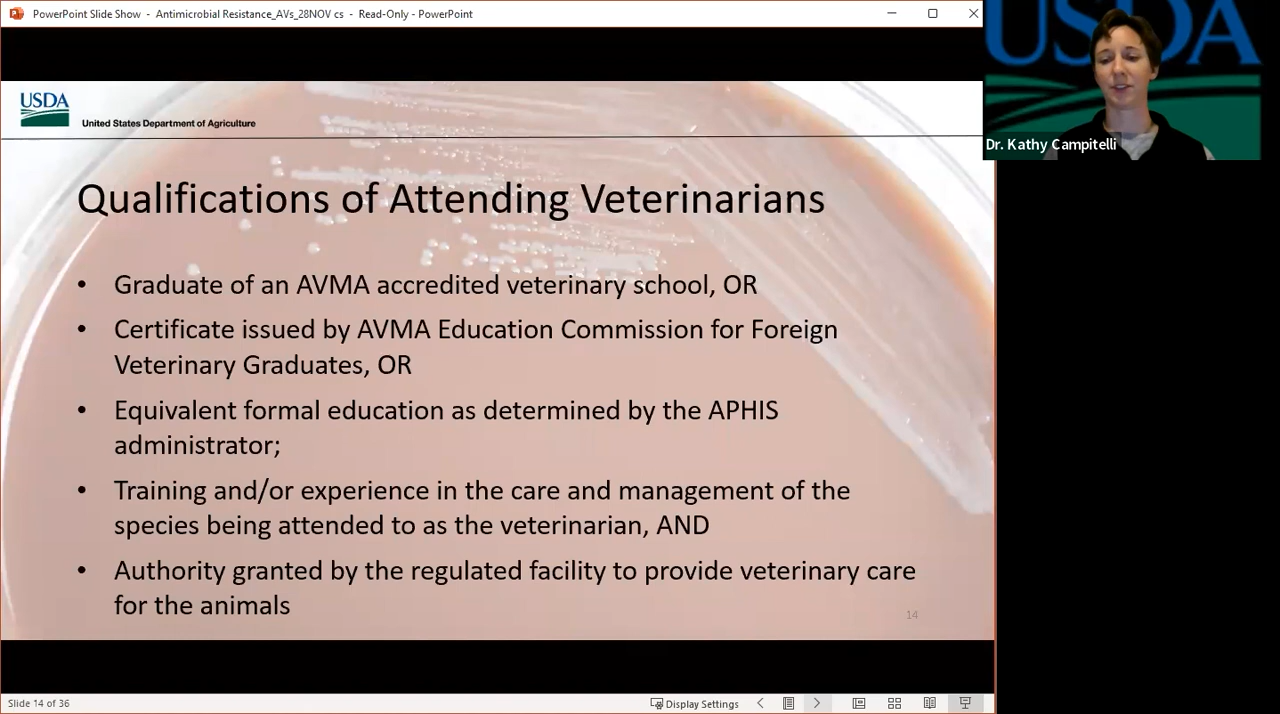 PowerPoint Slide Show - Antimicrobial Resistance_AVs_28NOV cs - Read-Only - PowerPoint
USDA
Dr. Kathy Campitelli
USDA
United States Department of Agriculture
Qualifications of Attending Veterinarians
• Graduate of an AVMA accredited veterinary school, OR
• Certificate issued by AVMA Education Commission for Foreign
Veterinary Graduates, OR
• Equivalent formal education as determined by the APHIS
administrator;
• Training and/or experience in the care and management of the
species being attended to as the veterinarian, AND
• Authority granted by the regulated facility to provide veterinary care
for the animals
14
Slide 14 of 36
Display Settings